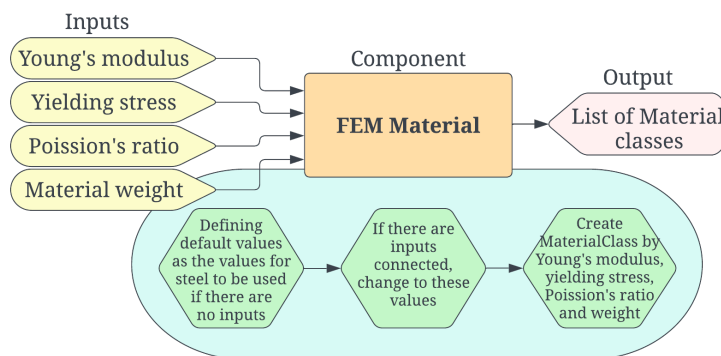 Inputs
Young's modulus
Yielding stress
Poission's ratio
Material weight
Component
FEM Material
Output
List of Material
classes
Defining
default values
as the values for
steel to be used
if there are
no inputs
If there are
inputs
connected,
change to these
values
Create
MaterialClass by
Young's modulus,
yielding stress,
Poission's ratio
and weight